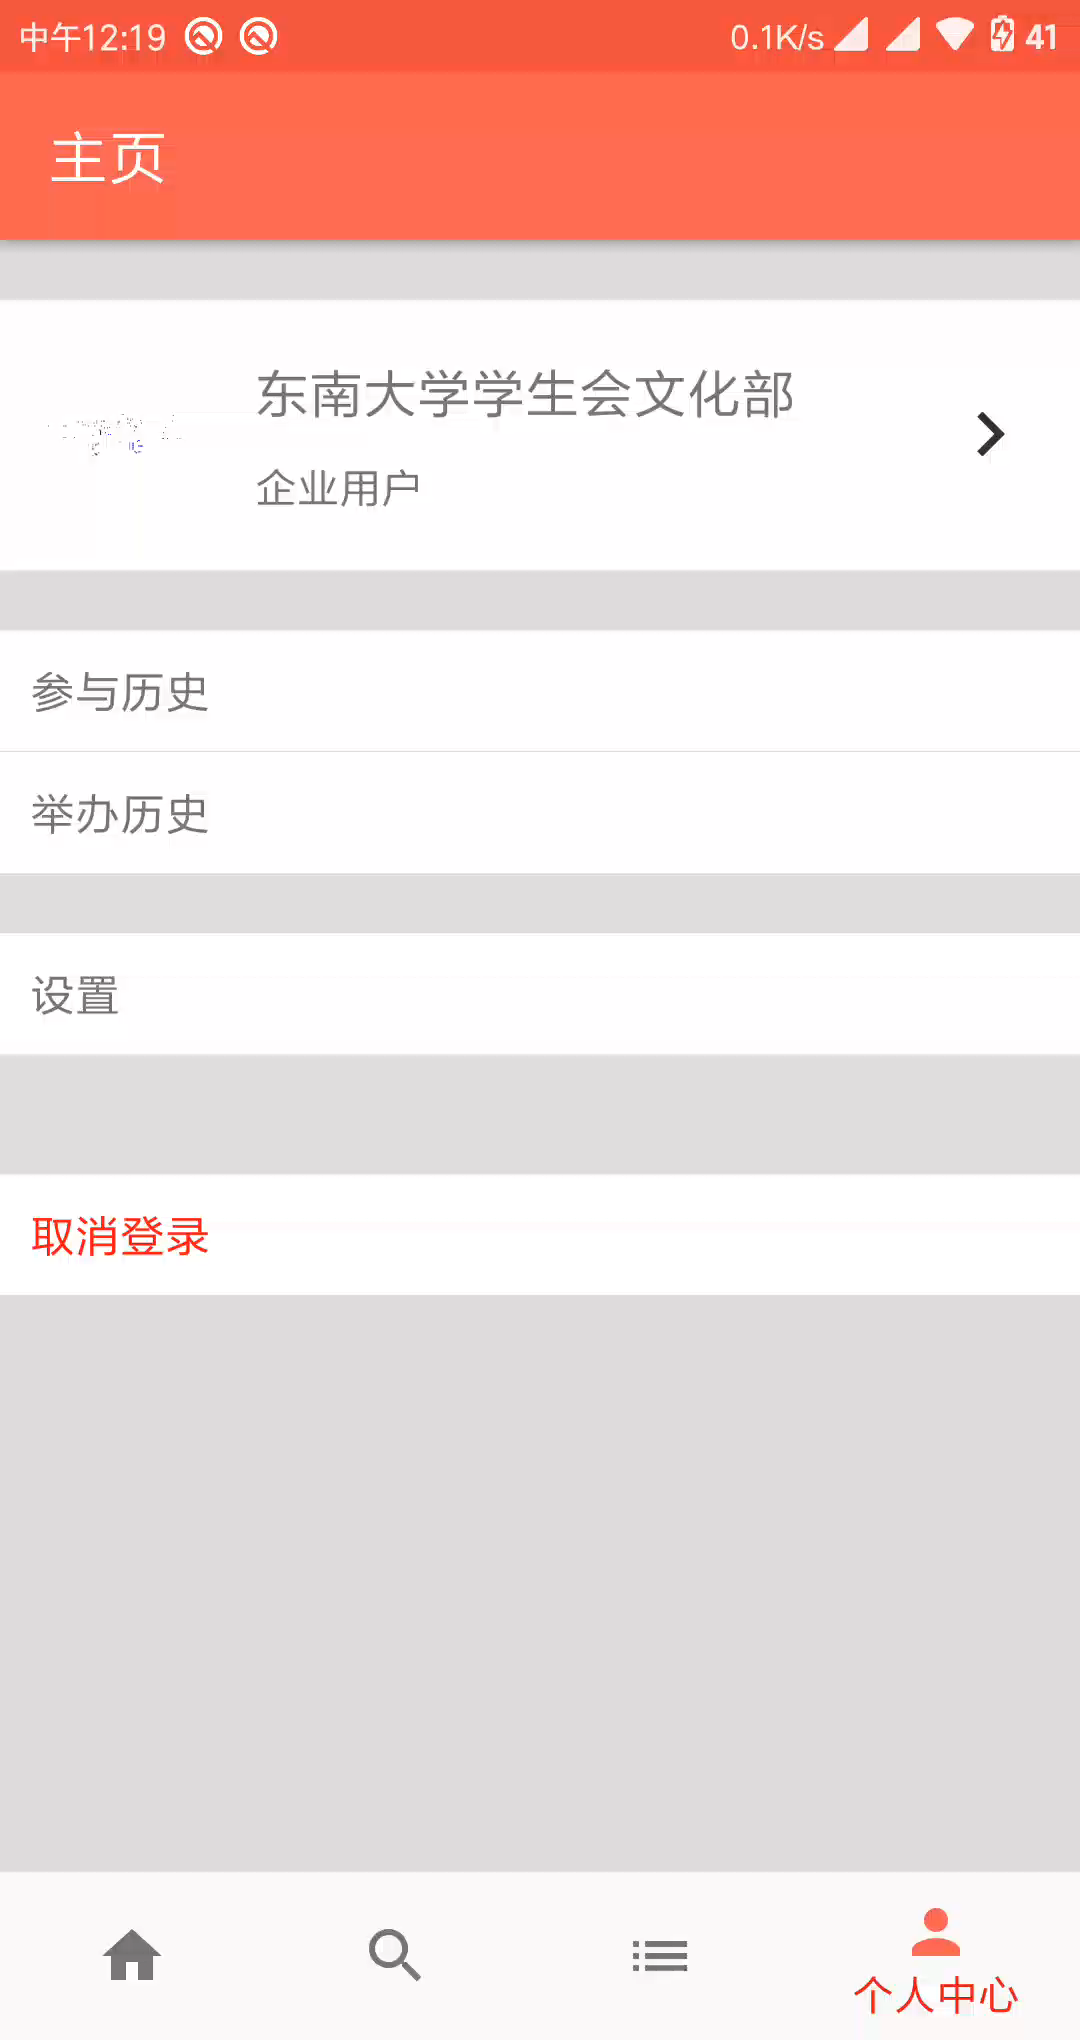 中午12:19 0.1K/s 41
主页
东南大学学生会文化部
企业用户
参与历史
举办历史
设置
取消登录
个人中心